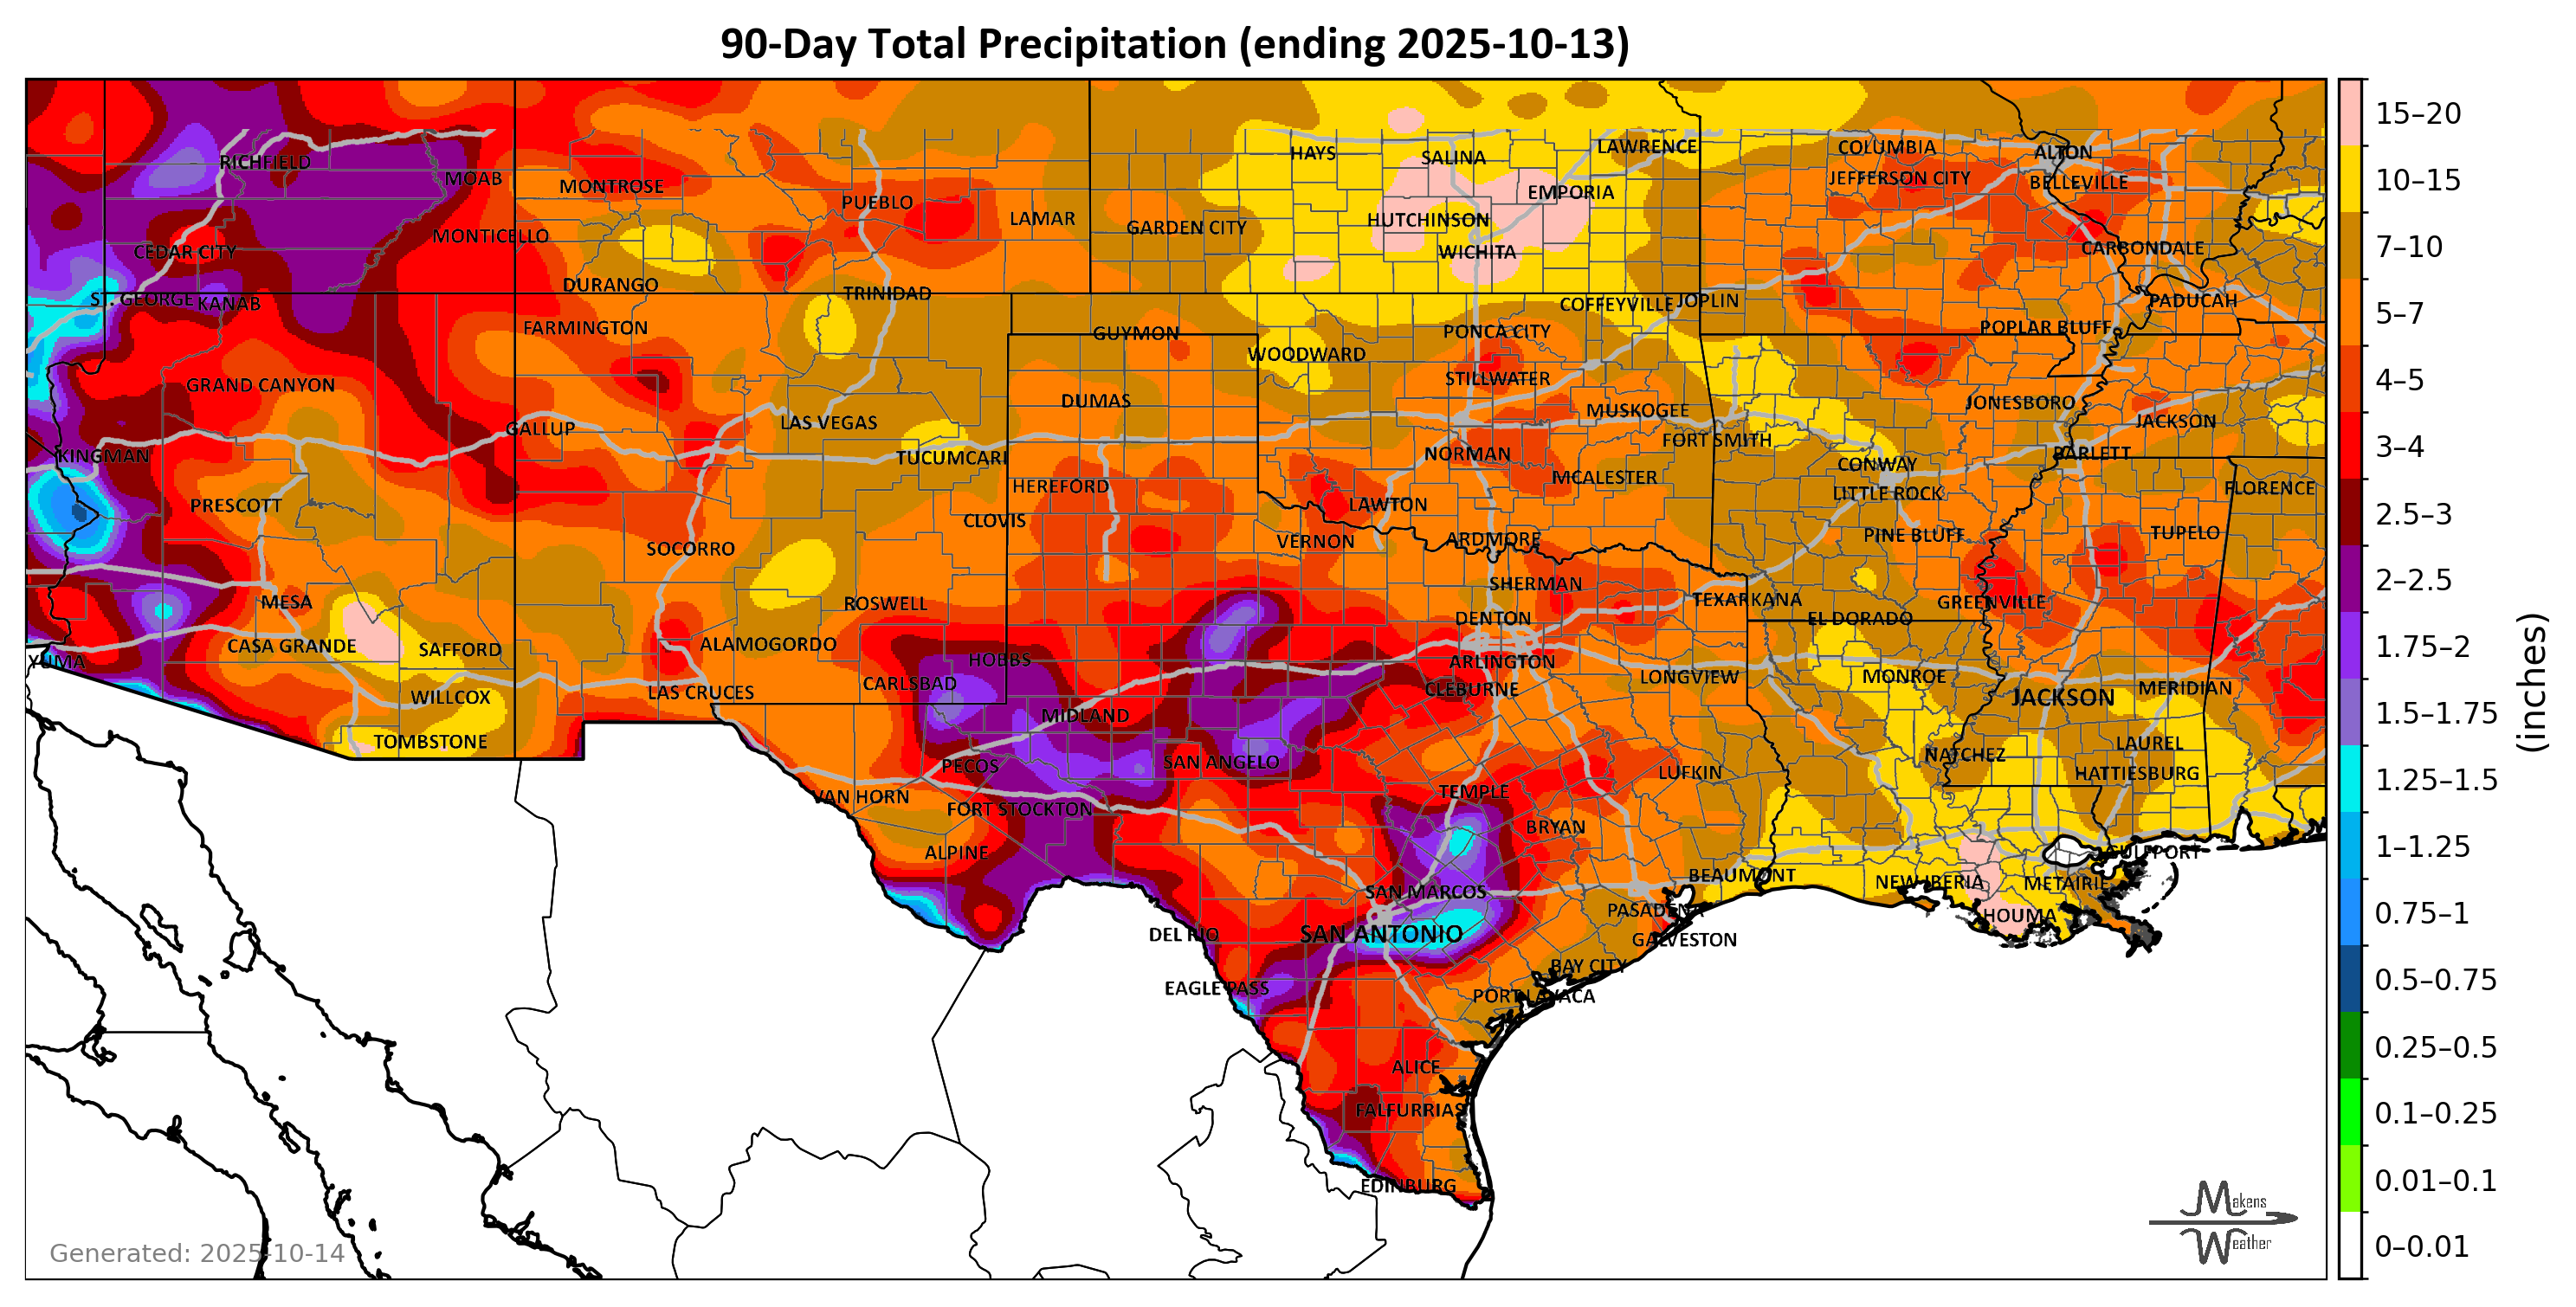 90-Day Total Precipitation (ending 2025-10-13)
RICHFIELD
MOAB
MONTROSE
PUEBLO
LAMAR
HAYS
SALINA
LAWRENCE
COLUMBIA
ALTON
JEFFERSON CITY
BELLEVILLE
EMPORIA
HUTCHINSON
GARDEN CITY
WICHITA
CEDAR CITY
MONTICELLO
CARBONDALE
DURANGO
TRINIDAD
ST. GEORGE
KANAB
COFFEYVILLE
JOPLIN
PADUCAH
FARMINGTON
GUYMON
PONCA CITY
POPLAR BLUFF
WOODWARD
STILLWATER
GRAND CANYON
DUMAS
MUSKOGEE
JONESBORO
JACKSON
LAS VEGAS
GALLUP
FORT SMITH
KINGMAN
TUCUMCARI
NORMAN
BARLETT
CONWAY
MCALESTER
HEREFORD
LITTLE ROCK
FLORENCE
PRESCOTT
LAWTON
CLOVIS
PINE BLUFF
TUPELO
SOCORRO
VERNON
ARDMORE
SHERMAN
MESA
ROSWELL
TEXARKANA
GREENVILLE
DENTON
EL DORADO
CASA GRANDE
SAFFORD
ALAMOGORDO
HOBBS
YUMA
ARLINGTON
CARLSBAD
CLEBURNE
LONGVIEW
MONROE
JACKSON
MERIDIAN
WILLCOX
LAS CRUCES
MIDLAND
TOMBSTONE
LAUREL
NATCHEZ
PECOS
SAN ANGELO
LUFKIN
HATTIESBURG
VAN HORN
FORT STOCKTON
TEMPLE
BRYAN
ALPINE
GULFPORT
BEAUMONT
NEW IBERIA
METAIRIE
SAN MARCOS
PASADENA
HOUMA
DEL RIO
SAN ANTONIO
GALVESTON
BAY CITY
EAGLE PASS
PORT LAVACA
ALICE
FALFURRIAS
EDINBURG
15–20
10–15
7–10
5–7
4–5
3–4
2.5–3
2–2.5
1.75–2
1.5–1.75
1.25–1.5
1–1.25
0.75–1
0.5–0.75
0.25–0.5
0.1–0.25
0.01–0.1
0–0.01
(inches)
Generated: 2025-10-14
Makens
Weather